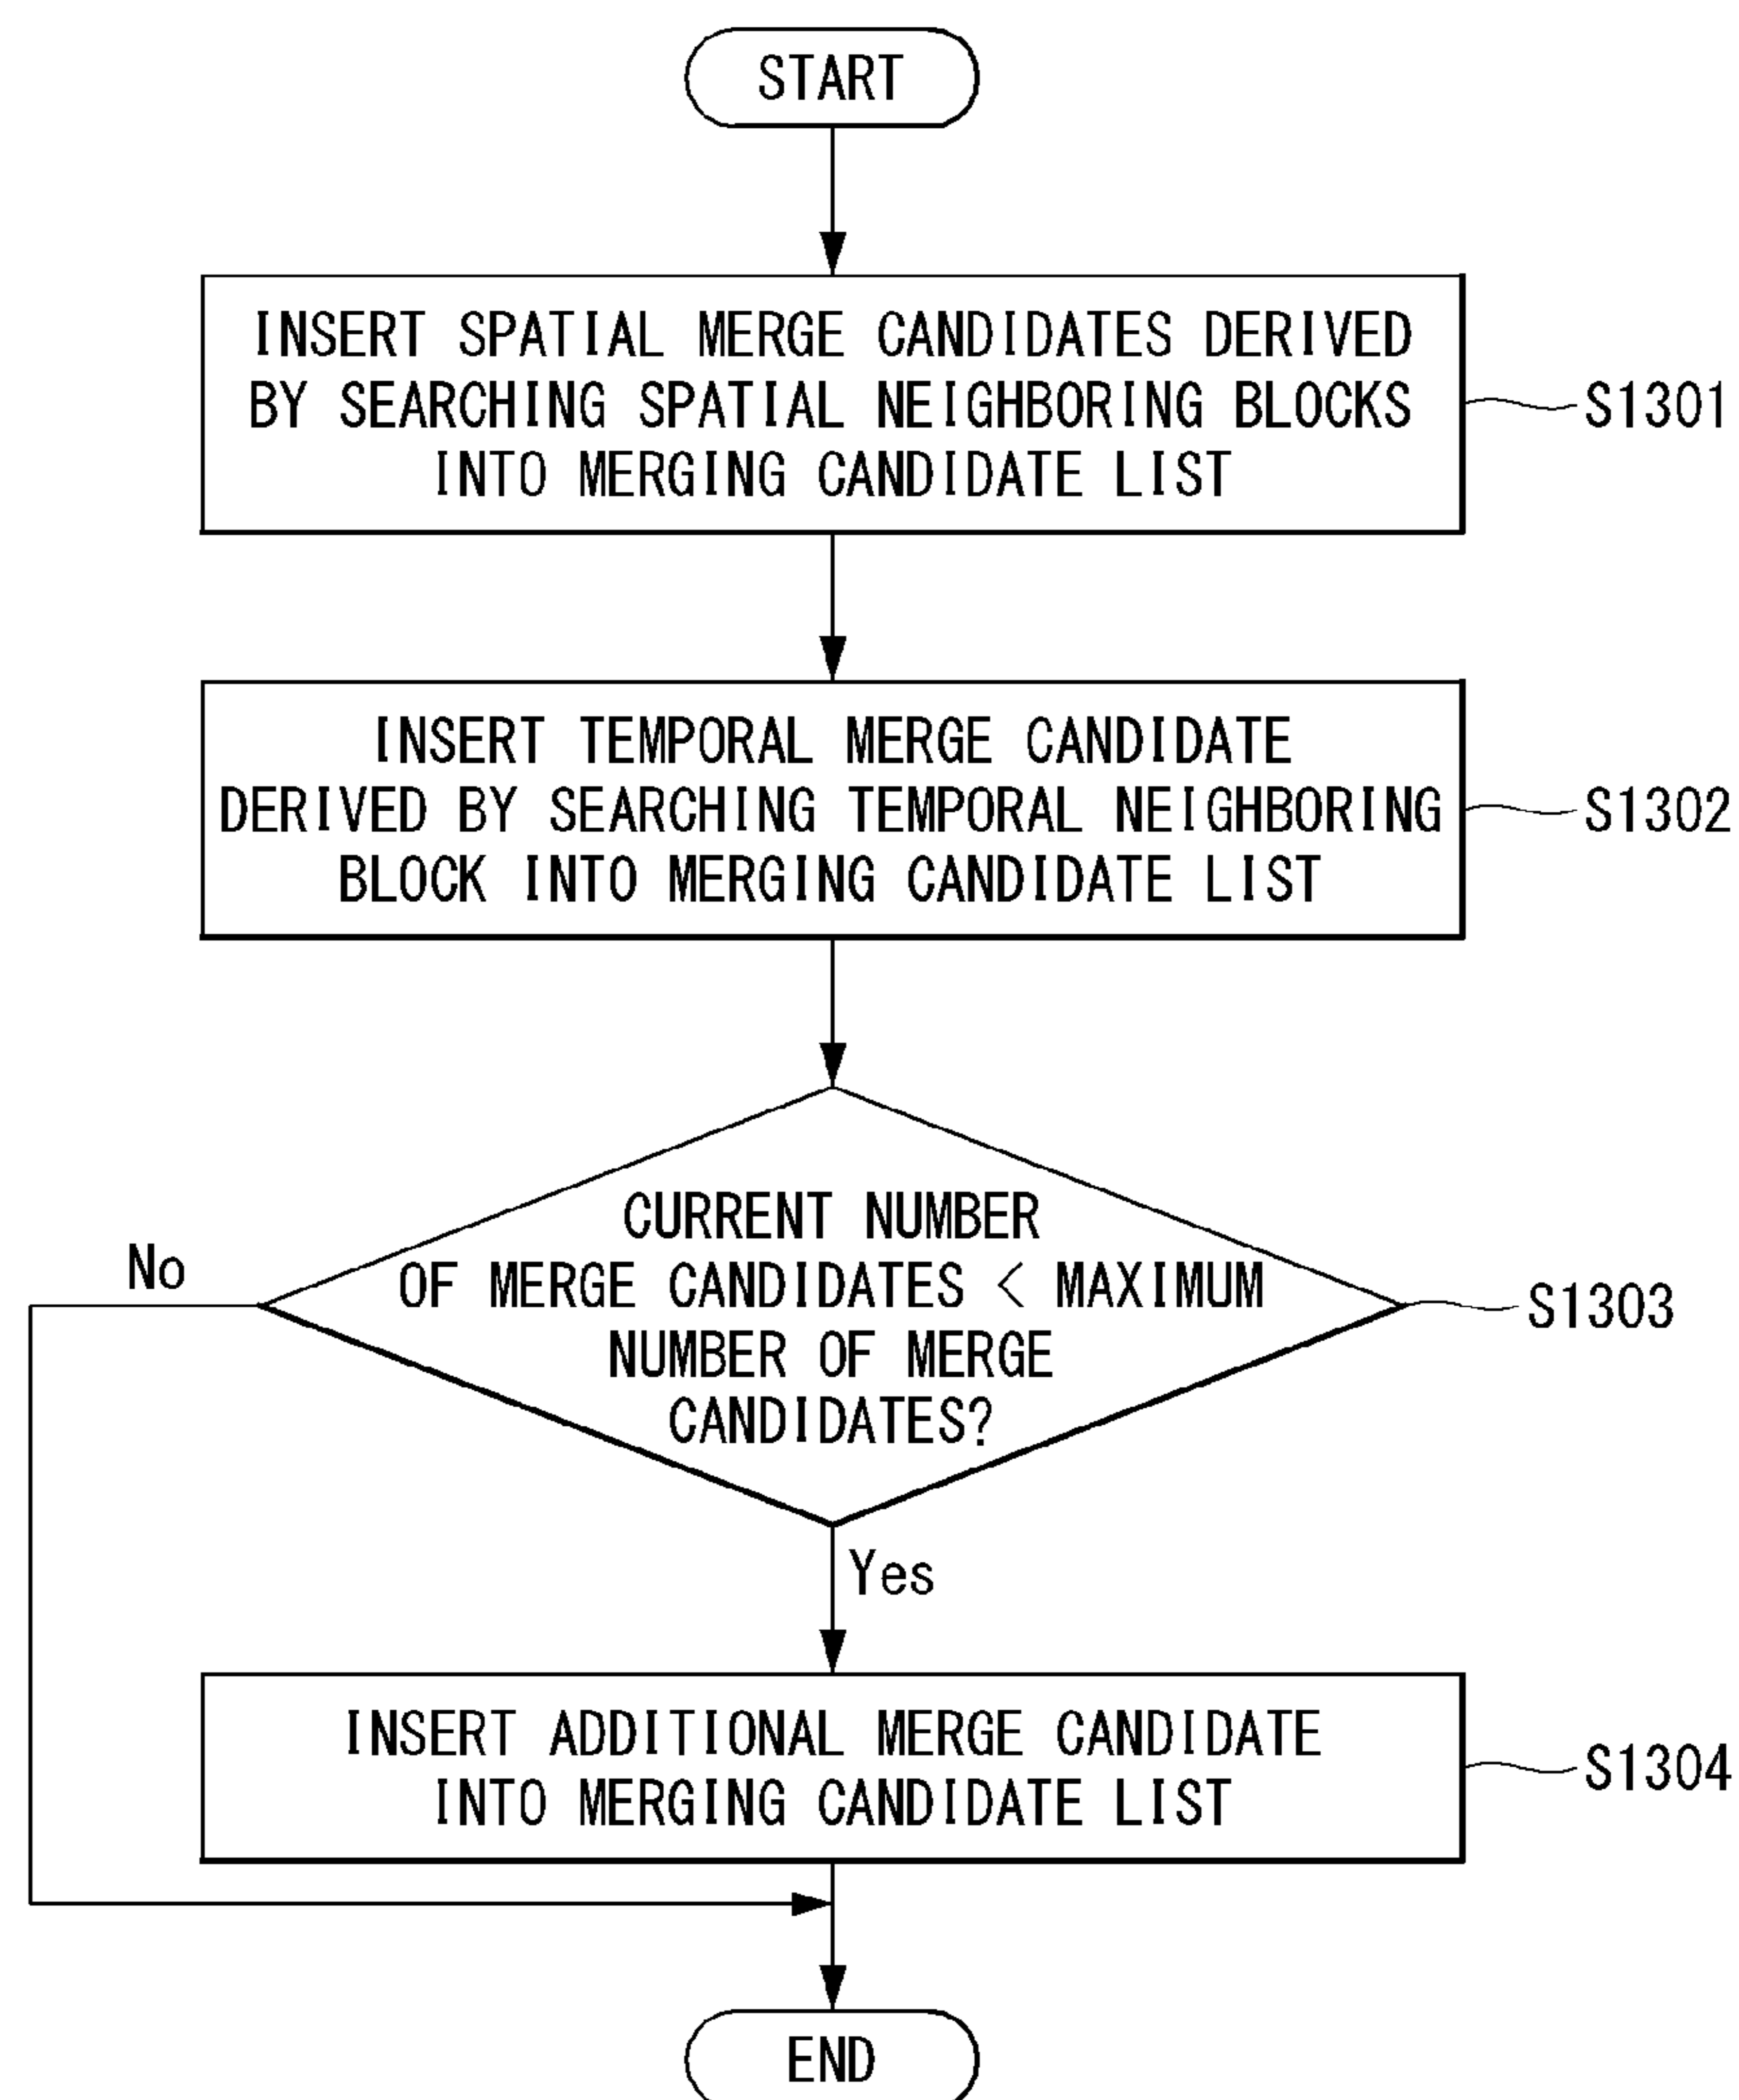 START
INSERT SPATIAL MERGE CANDIDATES DERIVED
BY SEARCHING SPATIAL NEIGHBORING BLOCKS
INTO MERGING CANDIDATE LIST
S1301
INSERT TEMPORAL MERGE CANDIDATE
DERIVED BY SEARCHING TEMPORAL NEIGHBORING
BLOCK INTO MERGING CANDIDATE LIST
S1302
CURRENT NUMBER
OF MERGE CANDIDATES < MAXIMUM
NUMBER OF MERGE
CANDIDATES?
S1303
No
Yes
INSERT ADDITIONAL MERGE CANDIDATE
INTO MERGING CANDIDATE LIST
S1304
END